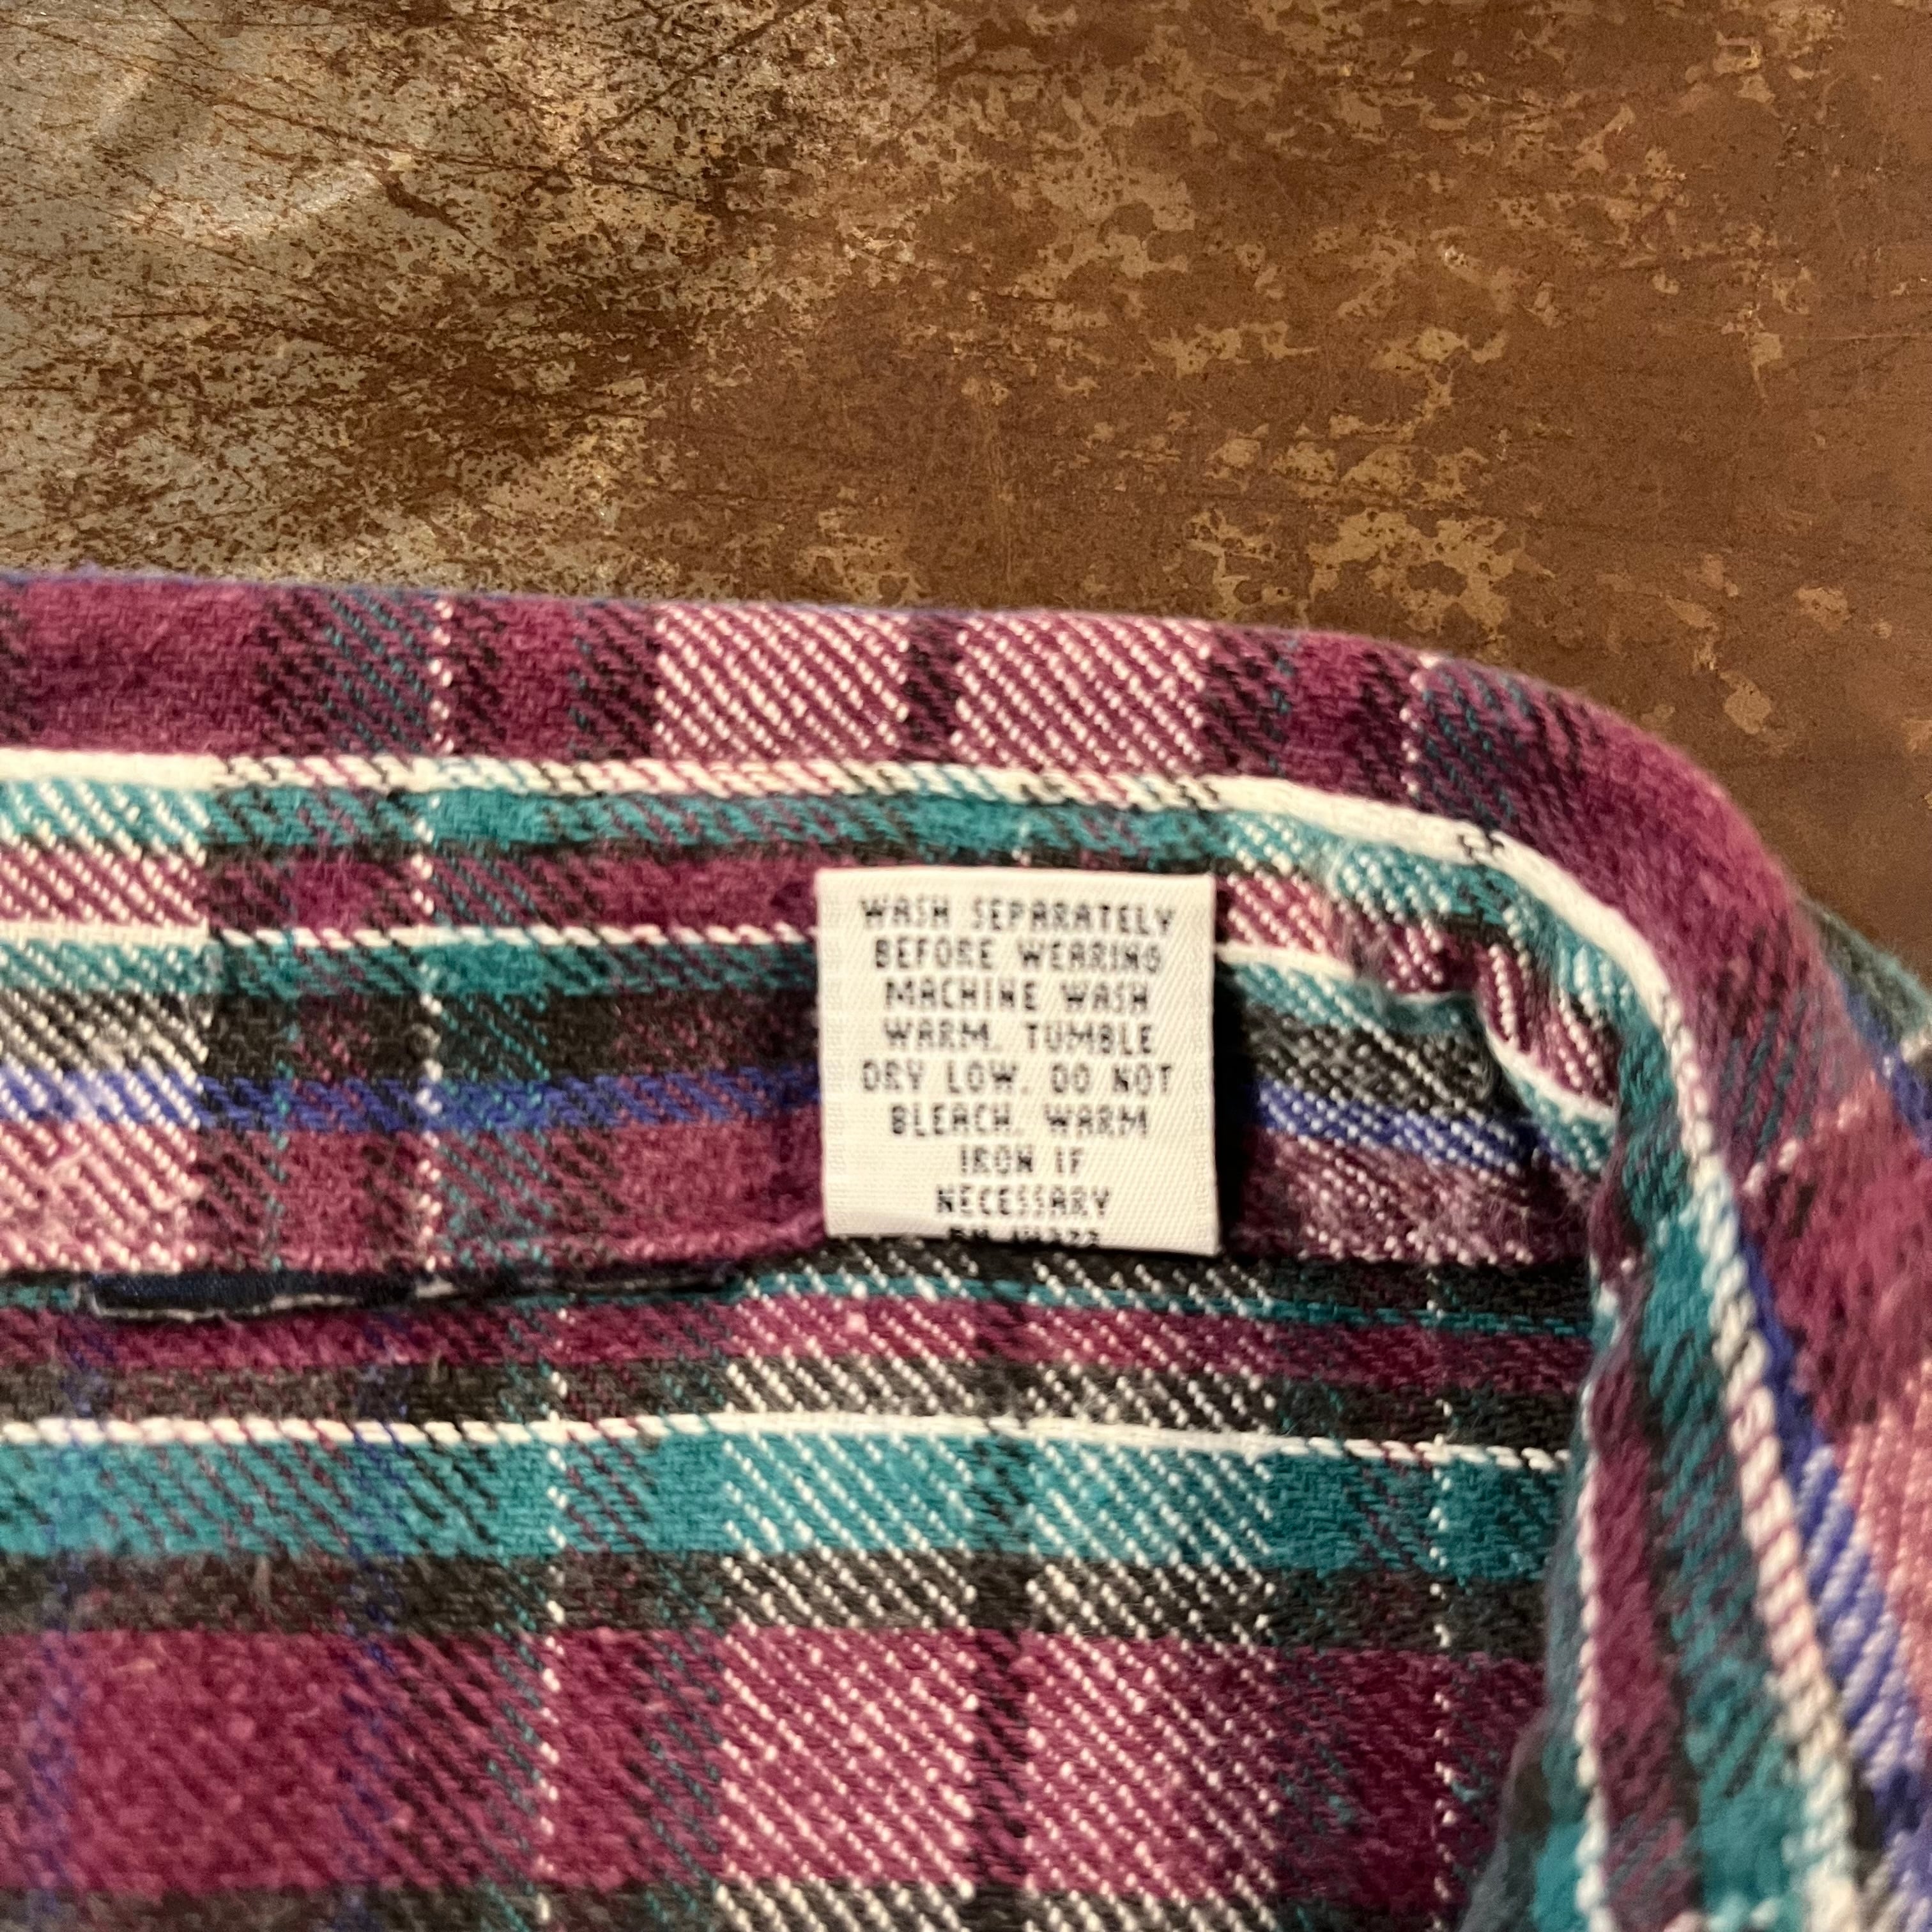 WASH SEPARATELY
BEFORE WEARING
MACHINE WASH
WARM. TUMBLE
DRY LOW. DO NOT
BLEACH. WARM
IRON IF
NECESSARY